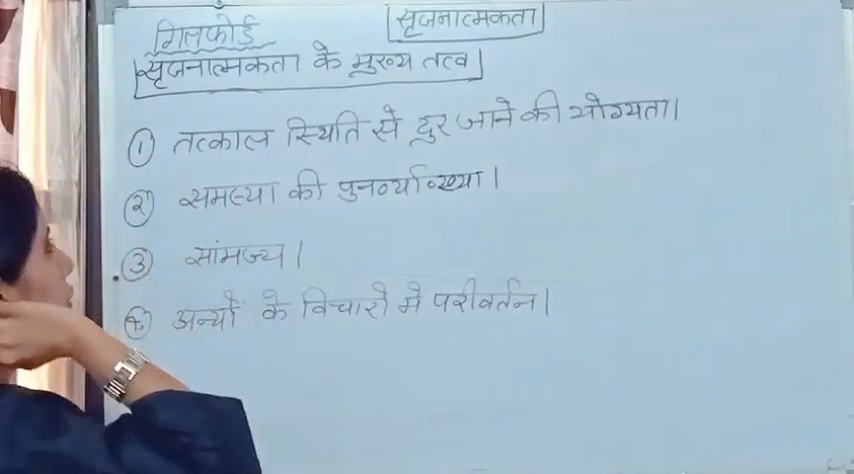 सृजनात्मकता
गिलफोर्ड
सृजनात्मकता के मुख्य तत्व
① तत्काल स्थिति से दूर जाने की योग्यता।
② समस्या की पुनर्व्याख्या।
③ सांमज्य।
④ अन्यों के विचारो मे परीवर्तन।